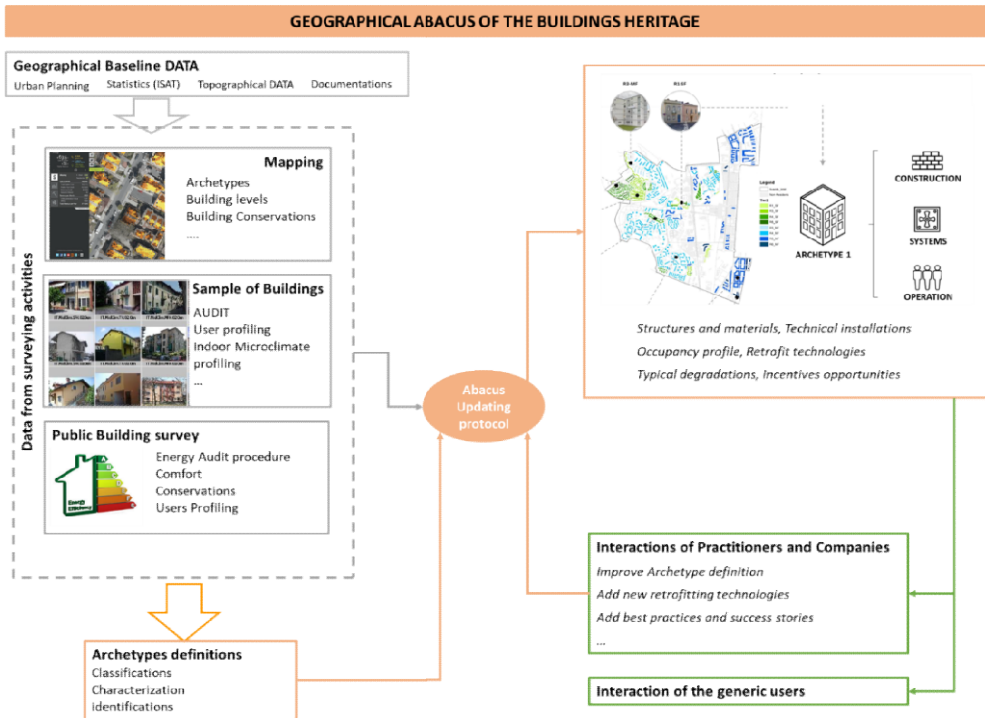 GEOGRAPHICAL ABACUS OF THE BUILDINGS HERITAGE
Geographical Baseline DATA
Urban Planning Statistics (ISAT) Topographical DATA Documentations
Data from surveying activities
Mapping
Archetypes
Building levels
Building Conservations
....
Sample of Buildings
AUDIT
User profiling
Indoor Microclimate
profiling
...
Public Building survey
Energy Audit procedure
Comfort
Conservations
Users Profiling
Energy
Efficiency
Archetypes definitions
Classifications
Characterization
identifications
Abacus
Updating
protocol
Legend
ARCHETYPE 1
CONSTRUCTION
SYSTEMS
OPERATION
Structures and materials, Technical installations
Occupancy profile, Retrofit technologies
Typical degradations, Incentives opportunities
Interactions of Practitioners and Companies
Improve Archetype definition
Add new retrofitting technologies
Add best practices and success stories
...
Interaction of the generic users